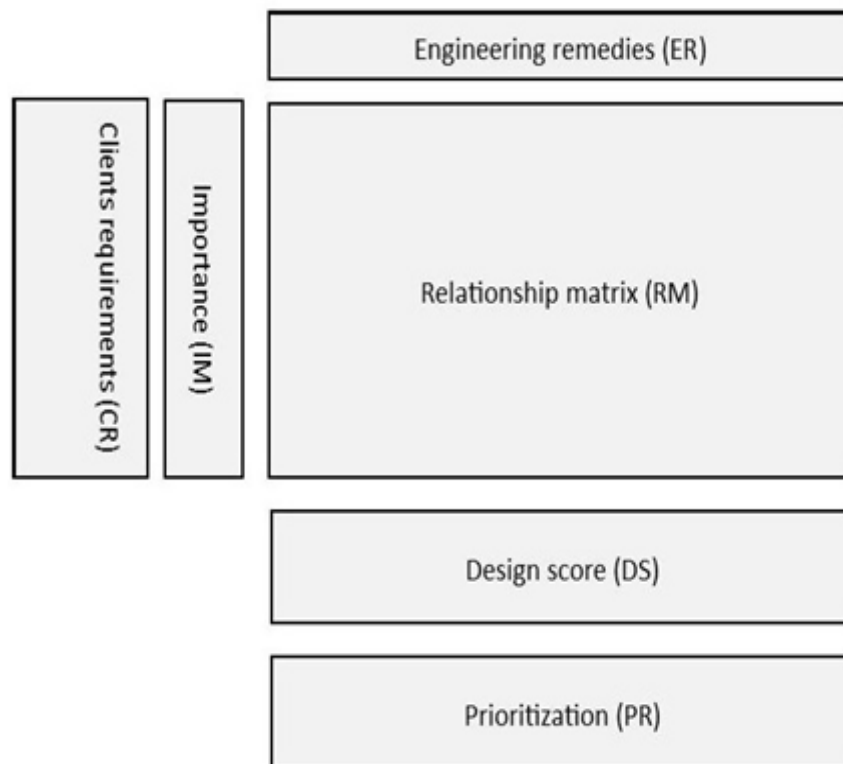 Engineering remedies (ER)
Clients requirements (CR)
Importance (IM)
Relationship matrix (RM)
Design score (DS)
Prioritization (PR)